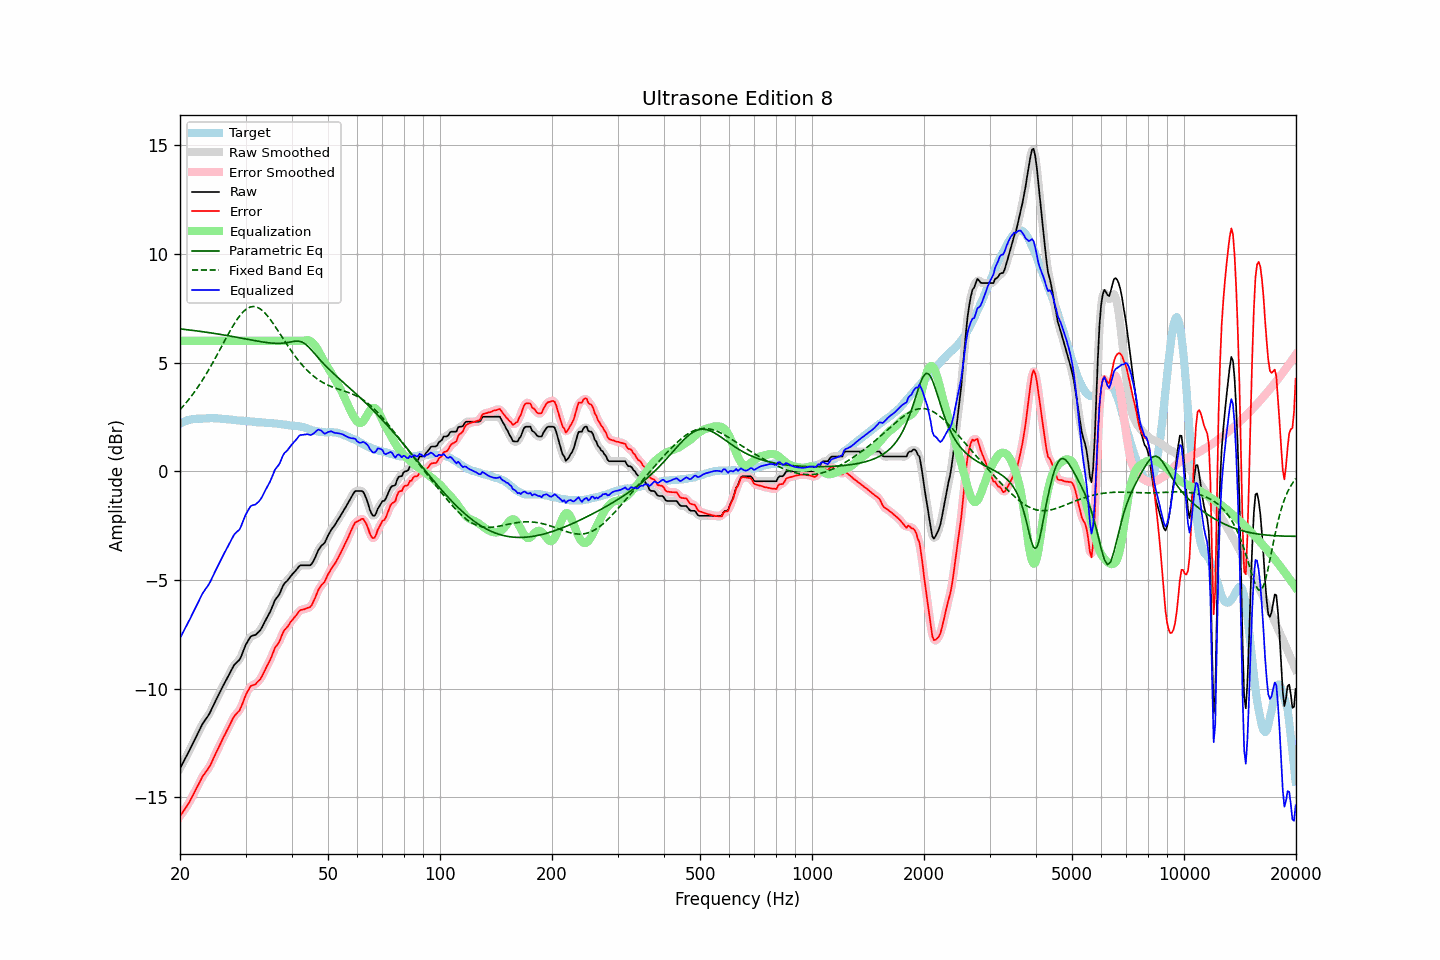 Ultrasone Edition 8
Target
Raw Smoothed
Error Smoothed
Raw
Error
Equalization
Parametric Eq
Fixed Band Eq
Equalized
Amplitude (dBr)
15
10
5
0
−5
−10
−15
20
50
100
200
500
1000
2000
5000
10000
20000
Frequency (Hz)